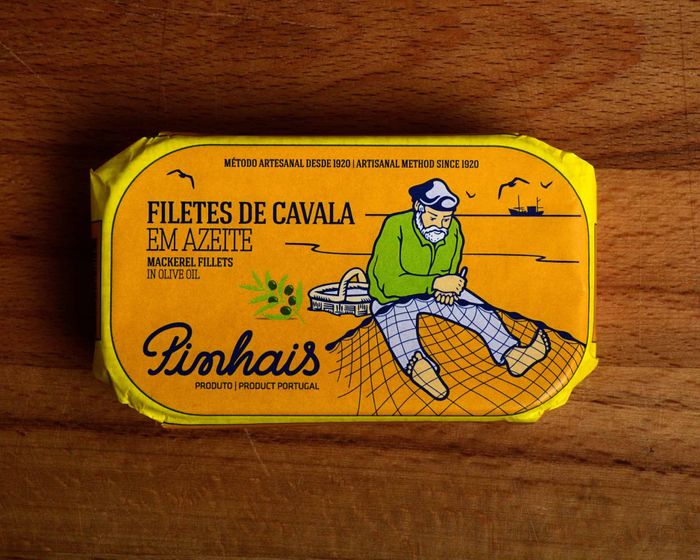 MÉTODO ARTESANAL DESDE 1920 | ARTISANAL METHOD SINCE 1920
FILETES DE CAVALA
EM AZEITE
MACKEREL FILLETS
IN OLIVE OIL
Pinhais
PRODUTO | PRODUCT PORTUGAL